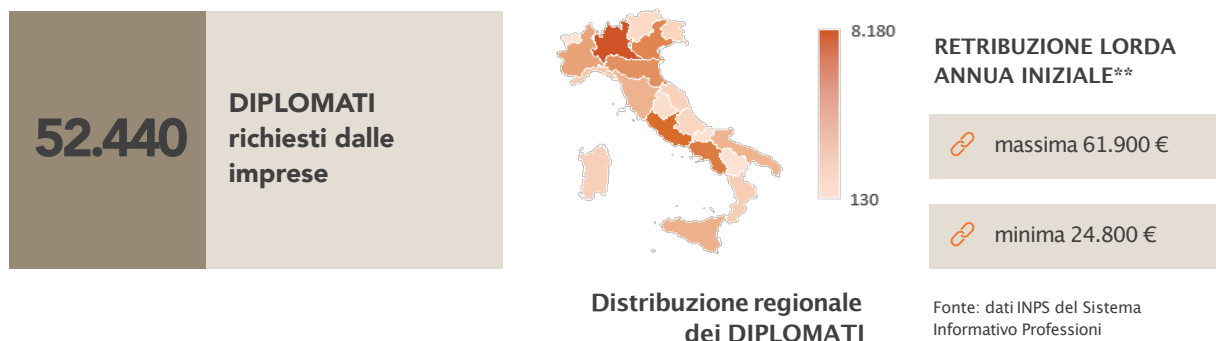 52.440
DIPLOMATI
richiesti dalle
imprese
8.180
130
Distribuzione regionale
dei DIPLOMATI
RETRIBUZIONE LORDA
ANNUA INIZIALE**
massima 61.900 €
minima 24.800 €
Fonte: dati INPS del Sistema
Informativo Professioni